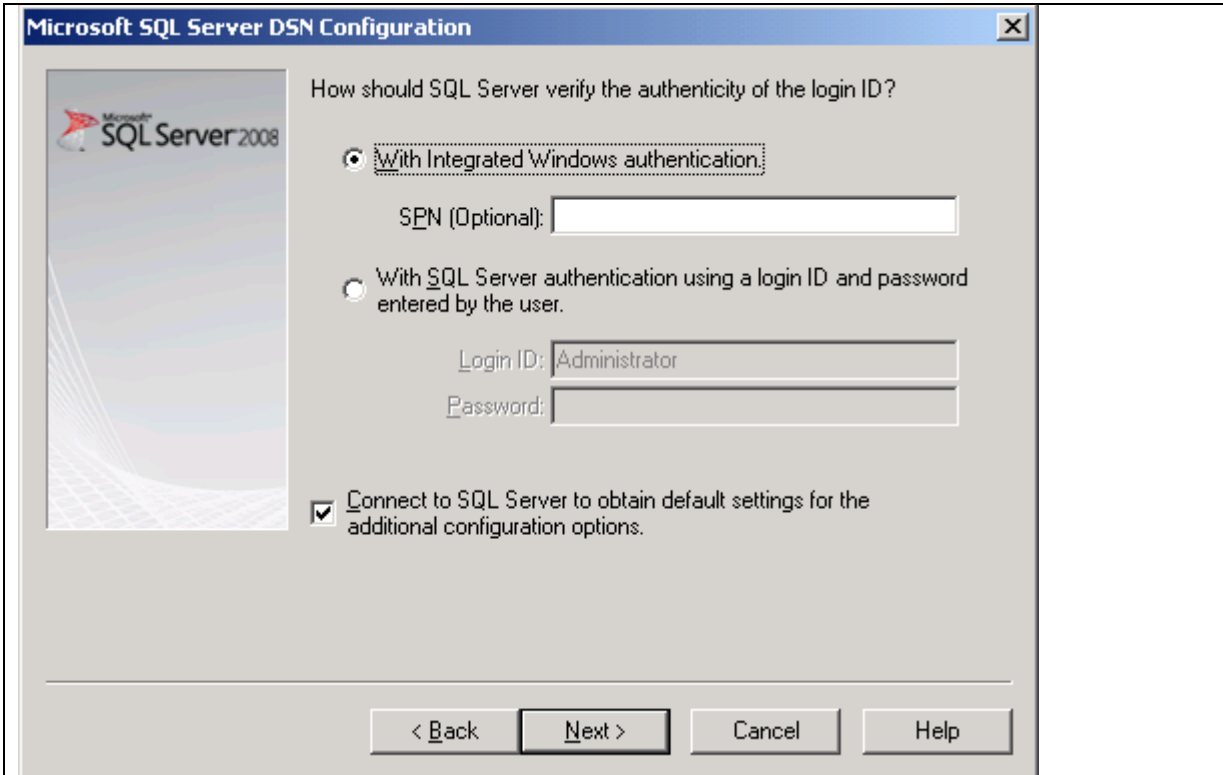 Microsoft SQL Server DSN Configuration
Microsoft
SQL Server 2008
How should SQL Server verify the authenticity of the login ID?
With Integrated Windows authentication.
SPN (Optional):
With SQL Server authentication using a login ID and password
entered by the user.
Login ID: Administrator
Password:
Connect to SQL Server to obtain default settings for the
additional configuration options.
< Back Next > Cancel Help